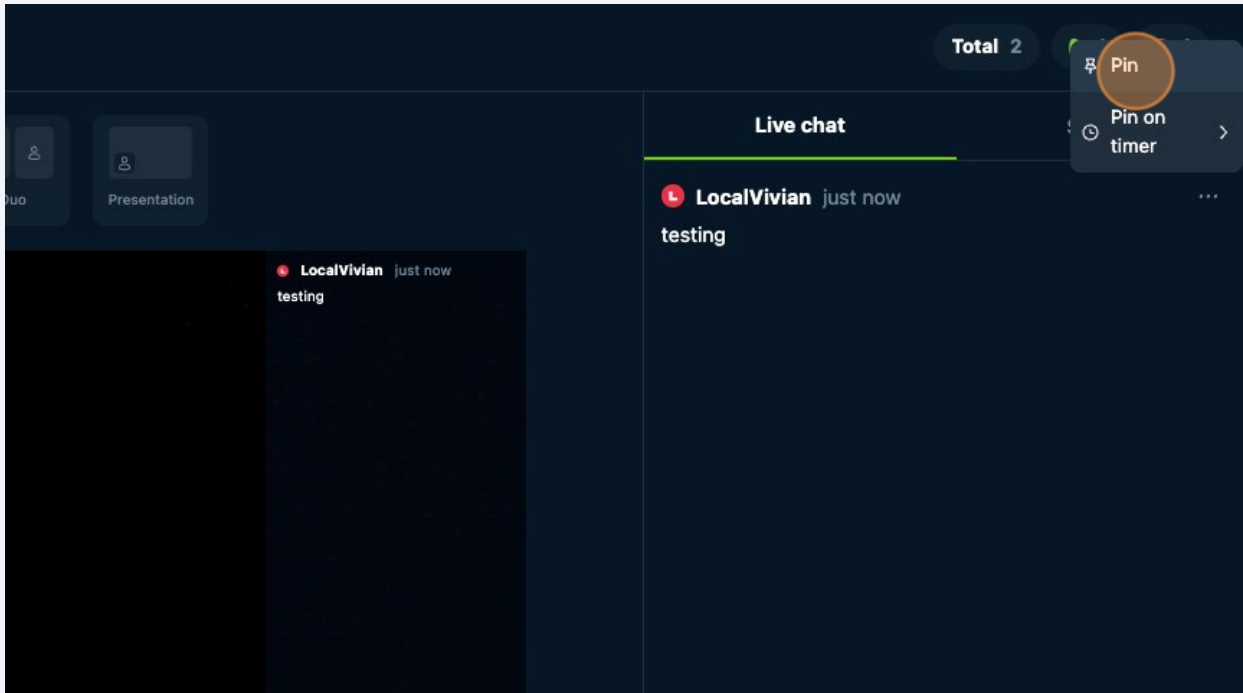 Total 2
Pin
Pin on
timer
Live chat
Duo
Presentation
L LocalVivian just now
testing
LocalVivian just now
testing